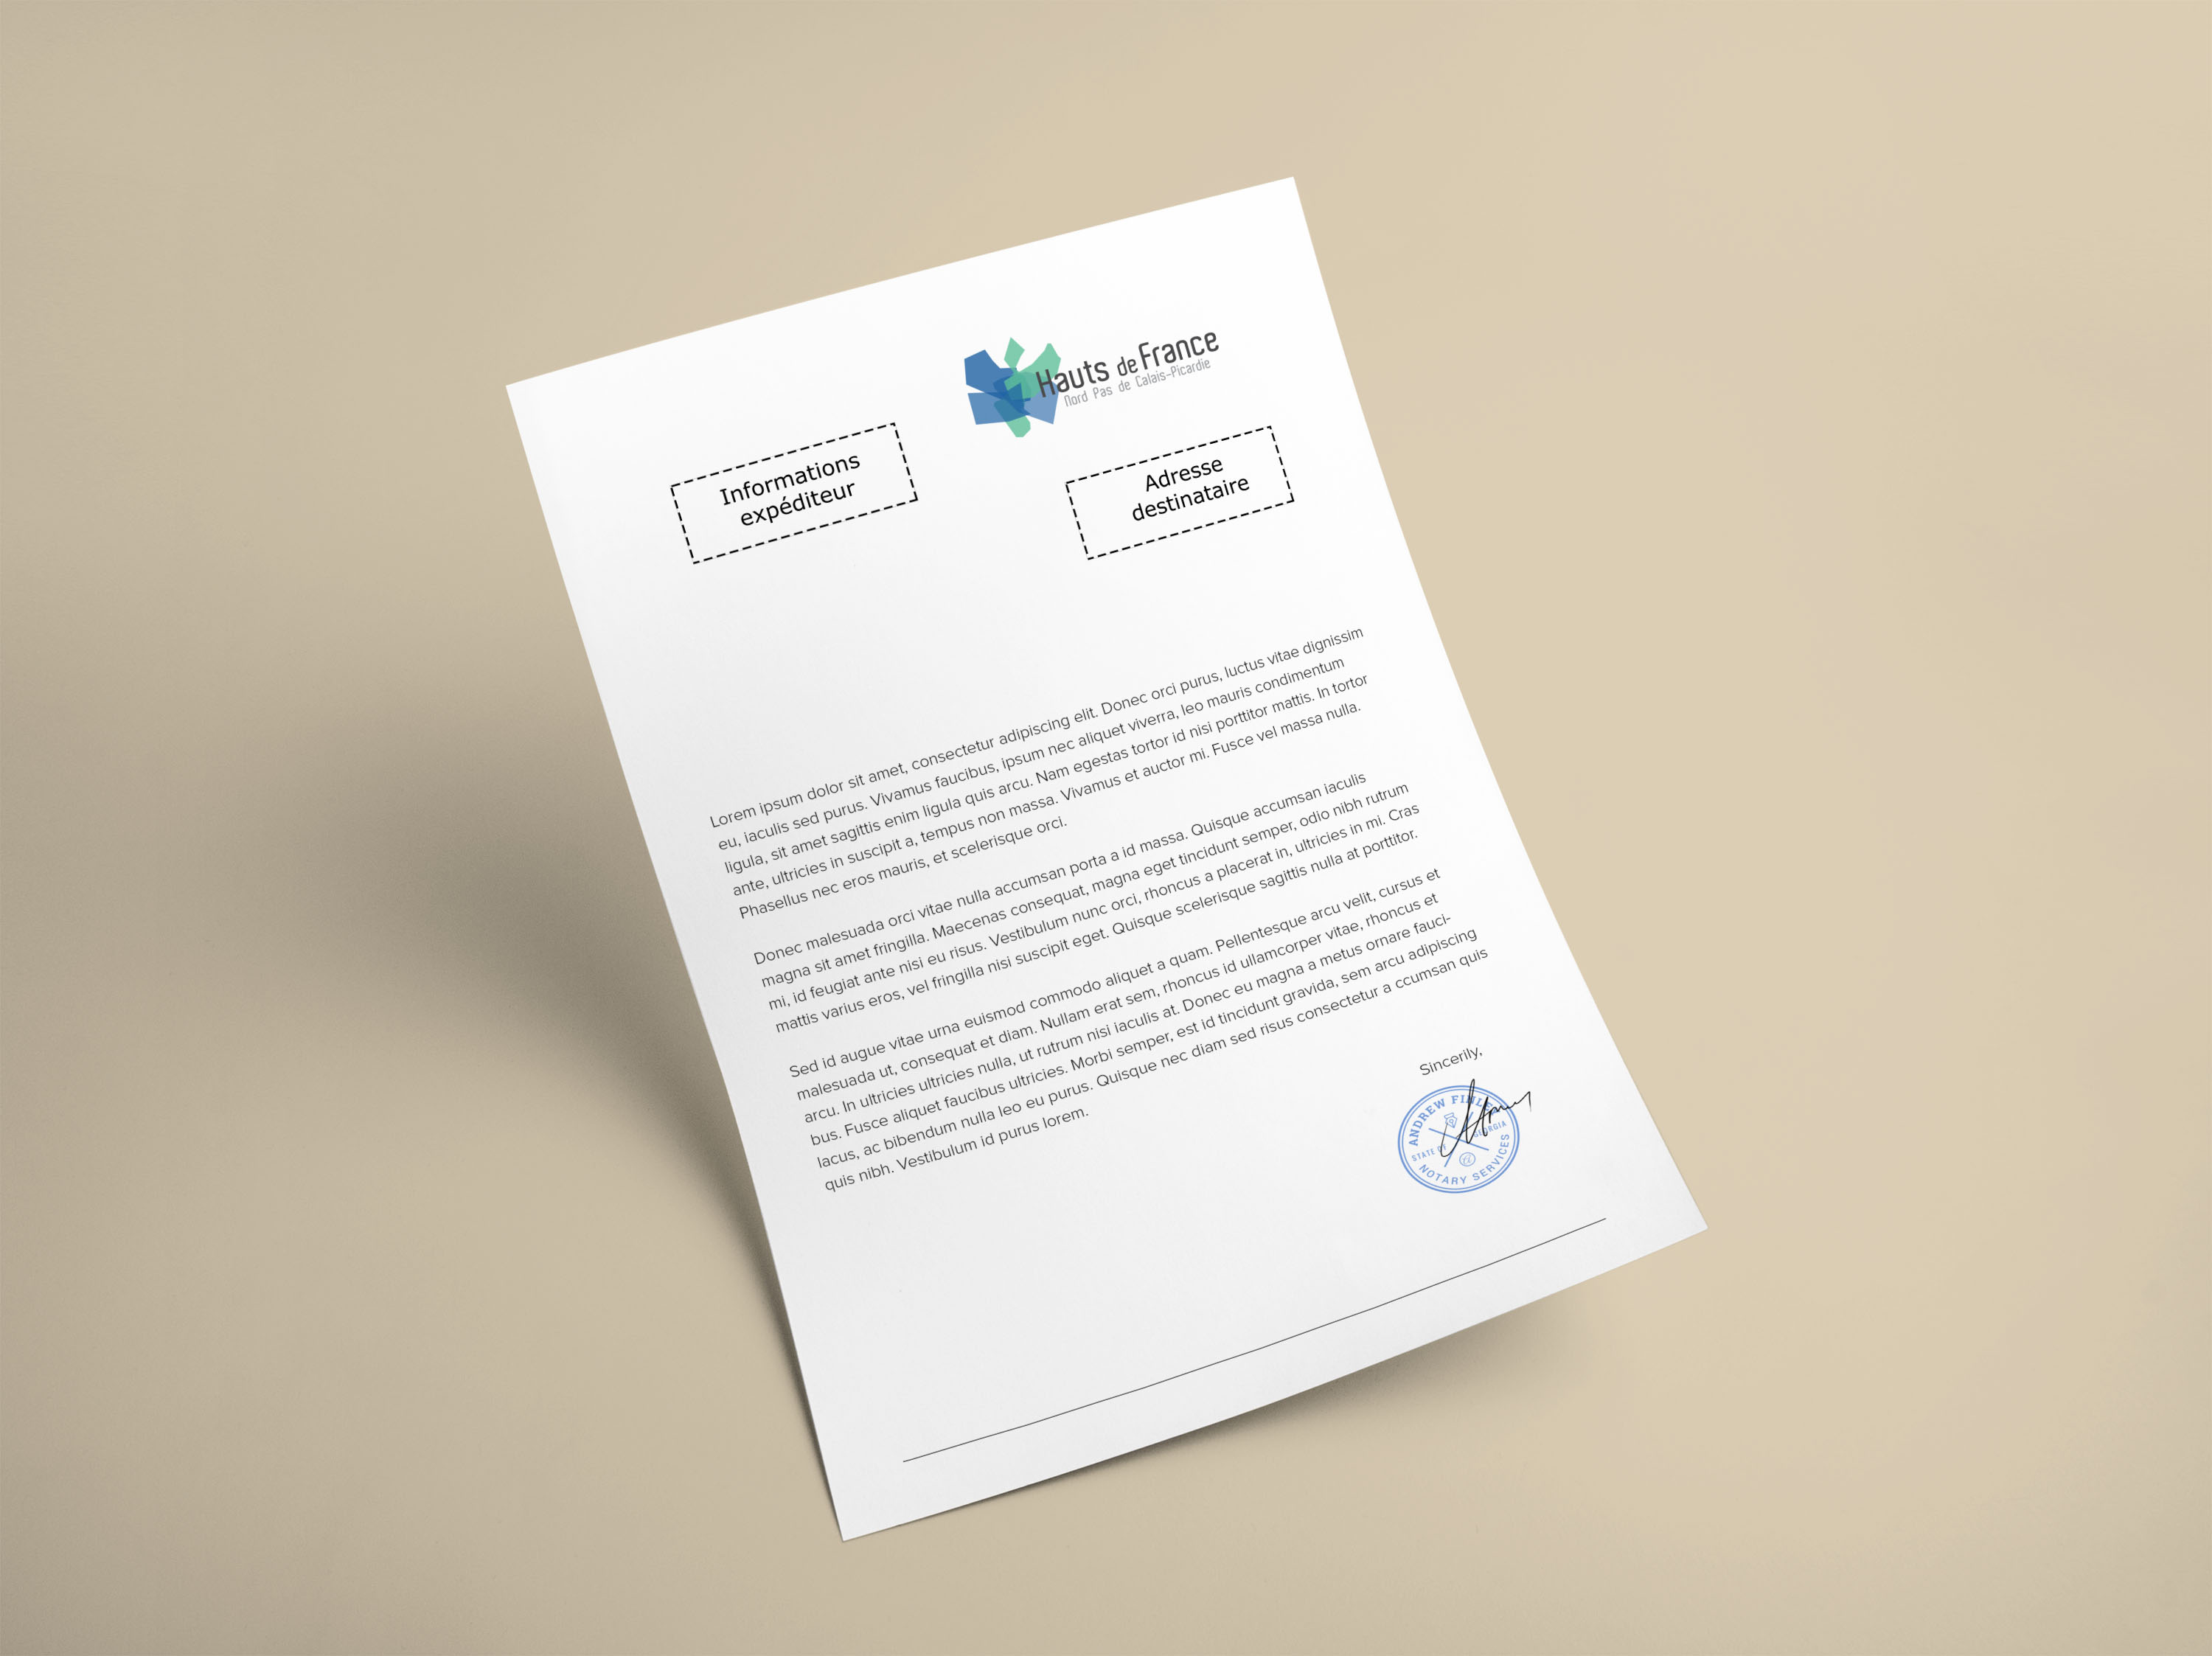 Hauts de France
Nord Pas de Calais-Picardie
Informations
expéditeur
Adresse
destinataire
Lorem ipsum dolor sit amet, consectetur adipiscing elit. Donec orci purus, luctus vitae dignissim
eu, iaculis sed purus. Vivamus faucibus, ipsum nec aliquet viverra, leo mauris condimentum
ligula, sit amet sagittis enim ligula quis arcu. Nam egestas tortor id nisi porttitor mattis. In tortor
ante, ultricies in suscipit a, tempus non massa. Vivamus et auctor mi. Fusce vel massa nulla.
Phasellus nec eros mauris, et scelerisque orci.
Donec malesuada orci vitae nulla accumsan porta a id massa. Quisque accumsan iaculis
magna sit amet fringilla. Maecenas consequat, magna eget tincidunt semper, odio nibh rutrum
mi, id feugiat ante nisi eu risus. Vestibulum nunc orci, rhoncus a placerat in, ultricies in mi. Cras
mattis varius eros, vel fringilla nisi suscipit eget. Quisque scelerisque sagittis nulla at porttitor.
Sed id augue vitae urna euismod commodo aliquet a quam. Pellentesque arcu velit, cursus et
malesuada ut, consequat et diam. Nullam erat sem, rhoncus id ullamcorper vitae, rhoncus et
arcu. In ultricies ultricies nulla, ut rutrum nisi iaculis at. Donec eu magna a metus ornare fauci-
bus. Fusce aliquet faucibus ultricies. Morbi semper, est id tincidunt gravida, sem arcu adipiscing
lacus, ac bibendum nulla leo eu purus. Quisque nec diam sed risus consectetur a ccumsan quis
quis nibh. Vestibulum id purus lorem.
Sincerily,
ANDREW
STATE
GEORGIA
NOTARY SERVICES